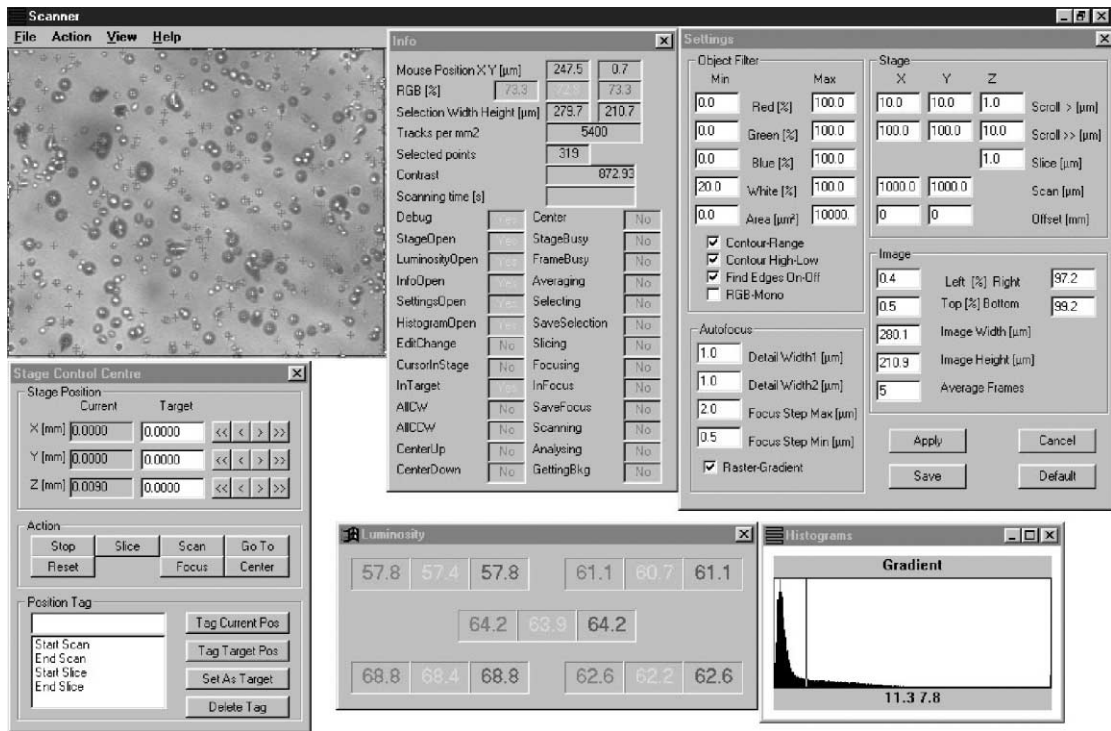 Scanner
File Action View Help
Info
Mouse Position X Y [µm] 247.5 0.7
RGB [%] 73.3 72.9 73.3
Selection Width Height [µm] 279.7 210.7
Tracks per mm2 5400
Selected points 319
Contrast 872.93
Scanning time [s]
Debug Yes Center No
StageOpen Yes StageBusy No
LuminosityOpen Yes FrameBusy No
InfoOpen Yes Averaging No
SettingsOpen Yes Selecting No
HistogramOpen Yes SaveSelection No
EditChange No Slicing No
CursorInStage No Focusing No
InTarget Yes InFocus No
AllCW No SaveFocus No
AllCCW No Scanning No
CenterUp No Analysing No
CenterDown No GettingBkg No
Settings
Object Filter
Min Max
0.0 Red [%] 100.0
0.0 Green [%] 100.0
0.0 Blue [%] 100.0
20.0 White [%] 100.0
0.0 Area [µm²] 10000.
Contour-Range
Contour High-Low
Find Edges On-Off
RGB-Mono
Autofocus
1.0 Detail Width1 [µm]
1.0 Detail Width2 [µm]
2.0 Focus Step Max [µm]
0.5 Focus Step Min [µm]
Raster-Gradient
Stage
X Y Z
10.0 10.0 1.0 Scroll > [µm]
100.0 100.0 10.0 Scroll >> [µm]
1.0 Slice [µm]
1000.0 1000.0 Scan [µm]
0 0 Offset [mm]
Image
0.4 Left [%] Right 97.2
0.5 Top [%] Bottom 99.2
280.1 Image Width [µm]
210.9 Image Height [µm]
5 Average Frames
Apply Cancel
Save Default
Stage Control Centre
Stage Position
Current Target
X [mm] 0.0000 0.0000 << < > >>
Y [mm] 0.0000 0.0000 << < > >>
Z [mm] 0.0090 0.0000 << < > >>
Action
Stop Slice Scan Go To
Reset Focus Center
Position Tag
Tag Current Pos
Start Scan
End Scan
Start Slice
End Slice
Tag Target Pos
Set As Target
Delete Tag
Luminosity
57.8 57.4 57.8 61.1 60.7 61.1
64.2 63.9 64.2
68.8 68.4 68.8 62.6 62.2 62.6
Histograms
Gradient
11.3 7.8